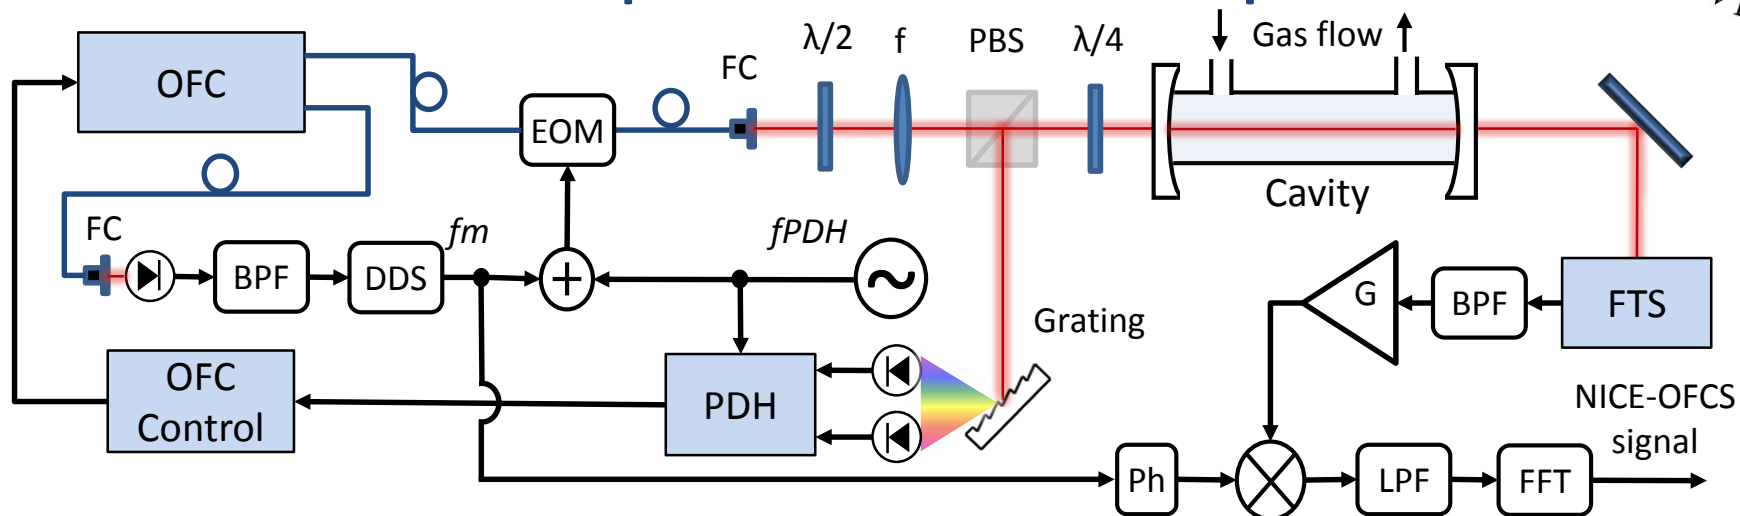 OFC
EOM
FC
λ/2
f
PBS
λ/4
Gas flow
Cavity
FC
BPF
DDS
fm
fPDH
+
G
BPF
FTS
Grating
OFC
Control
PDH
NICE-OFCS
signal
Ph
LPF
FFT